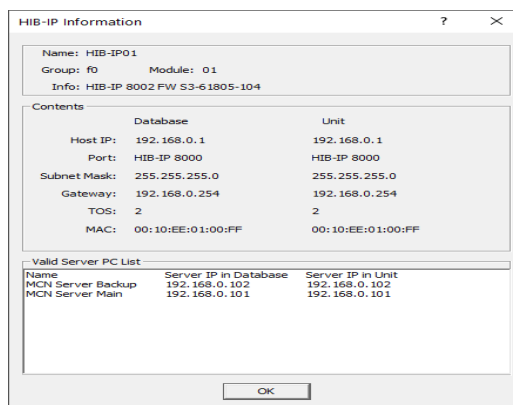 HIB-IP Information ? ×
Name: HIB-IP01
Group: f0 Module: 01
Info: HIB-IP 8002 FW S3-61805-104
Contents
Database Unit
Host IP: 192.168.0.1 192.168.0.1
Port: HIB-IP 8000 HIB-IP 8000
Subnet Mask: 255.255.255.0 255.255.255.0
Gateway: 192.168.0.254 192.168.0.254
TOS: 2 2
MAC: 00:10:EE:01:00:FF 00:10:EE:01:00:FF
Valid Server PC List
Name Server IP in Database Server IP in Unit
MCN Server Backup 192.168.0.102 192.168.0.102
MCN Server Main 192.168.0.101 192.168.0.101
OK